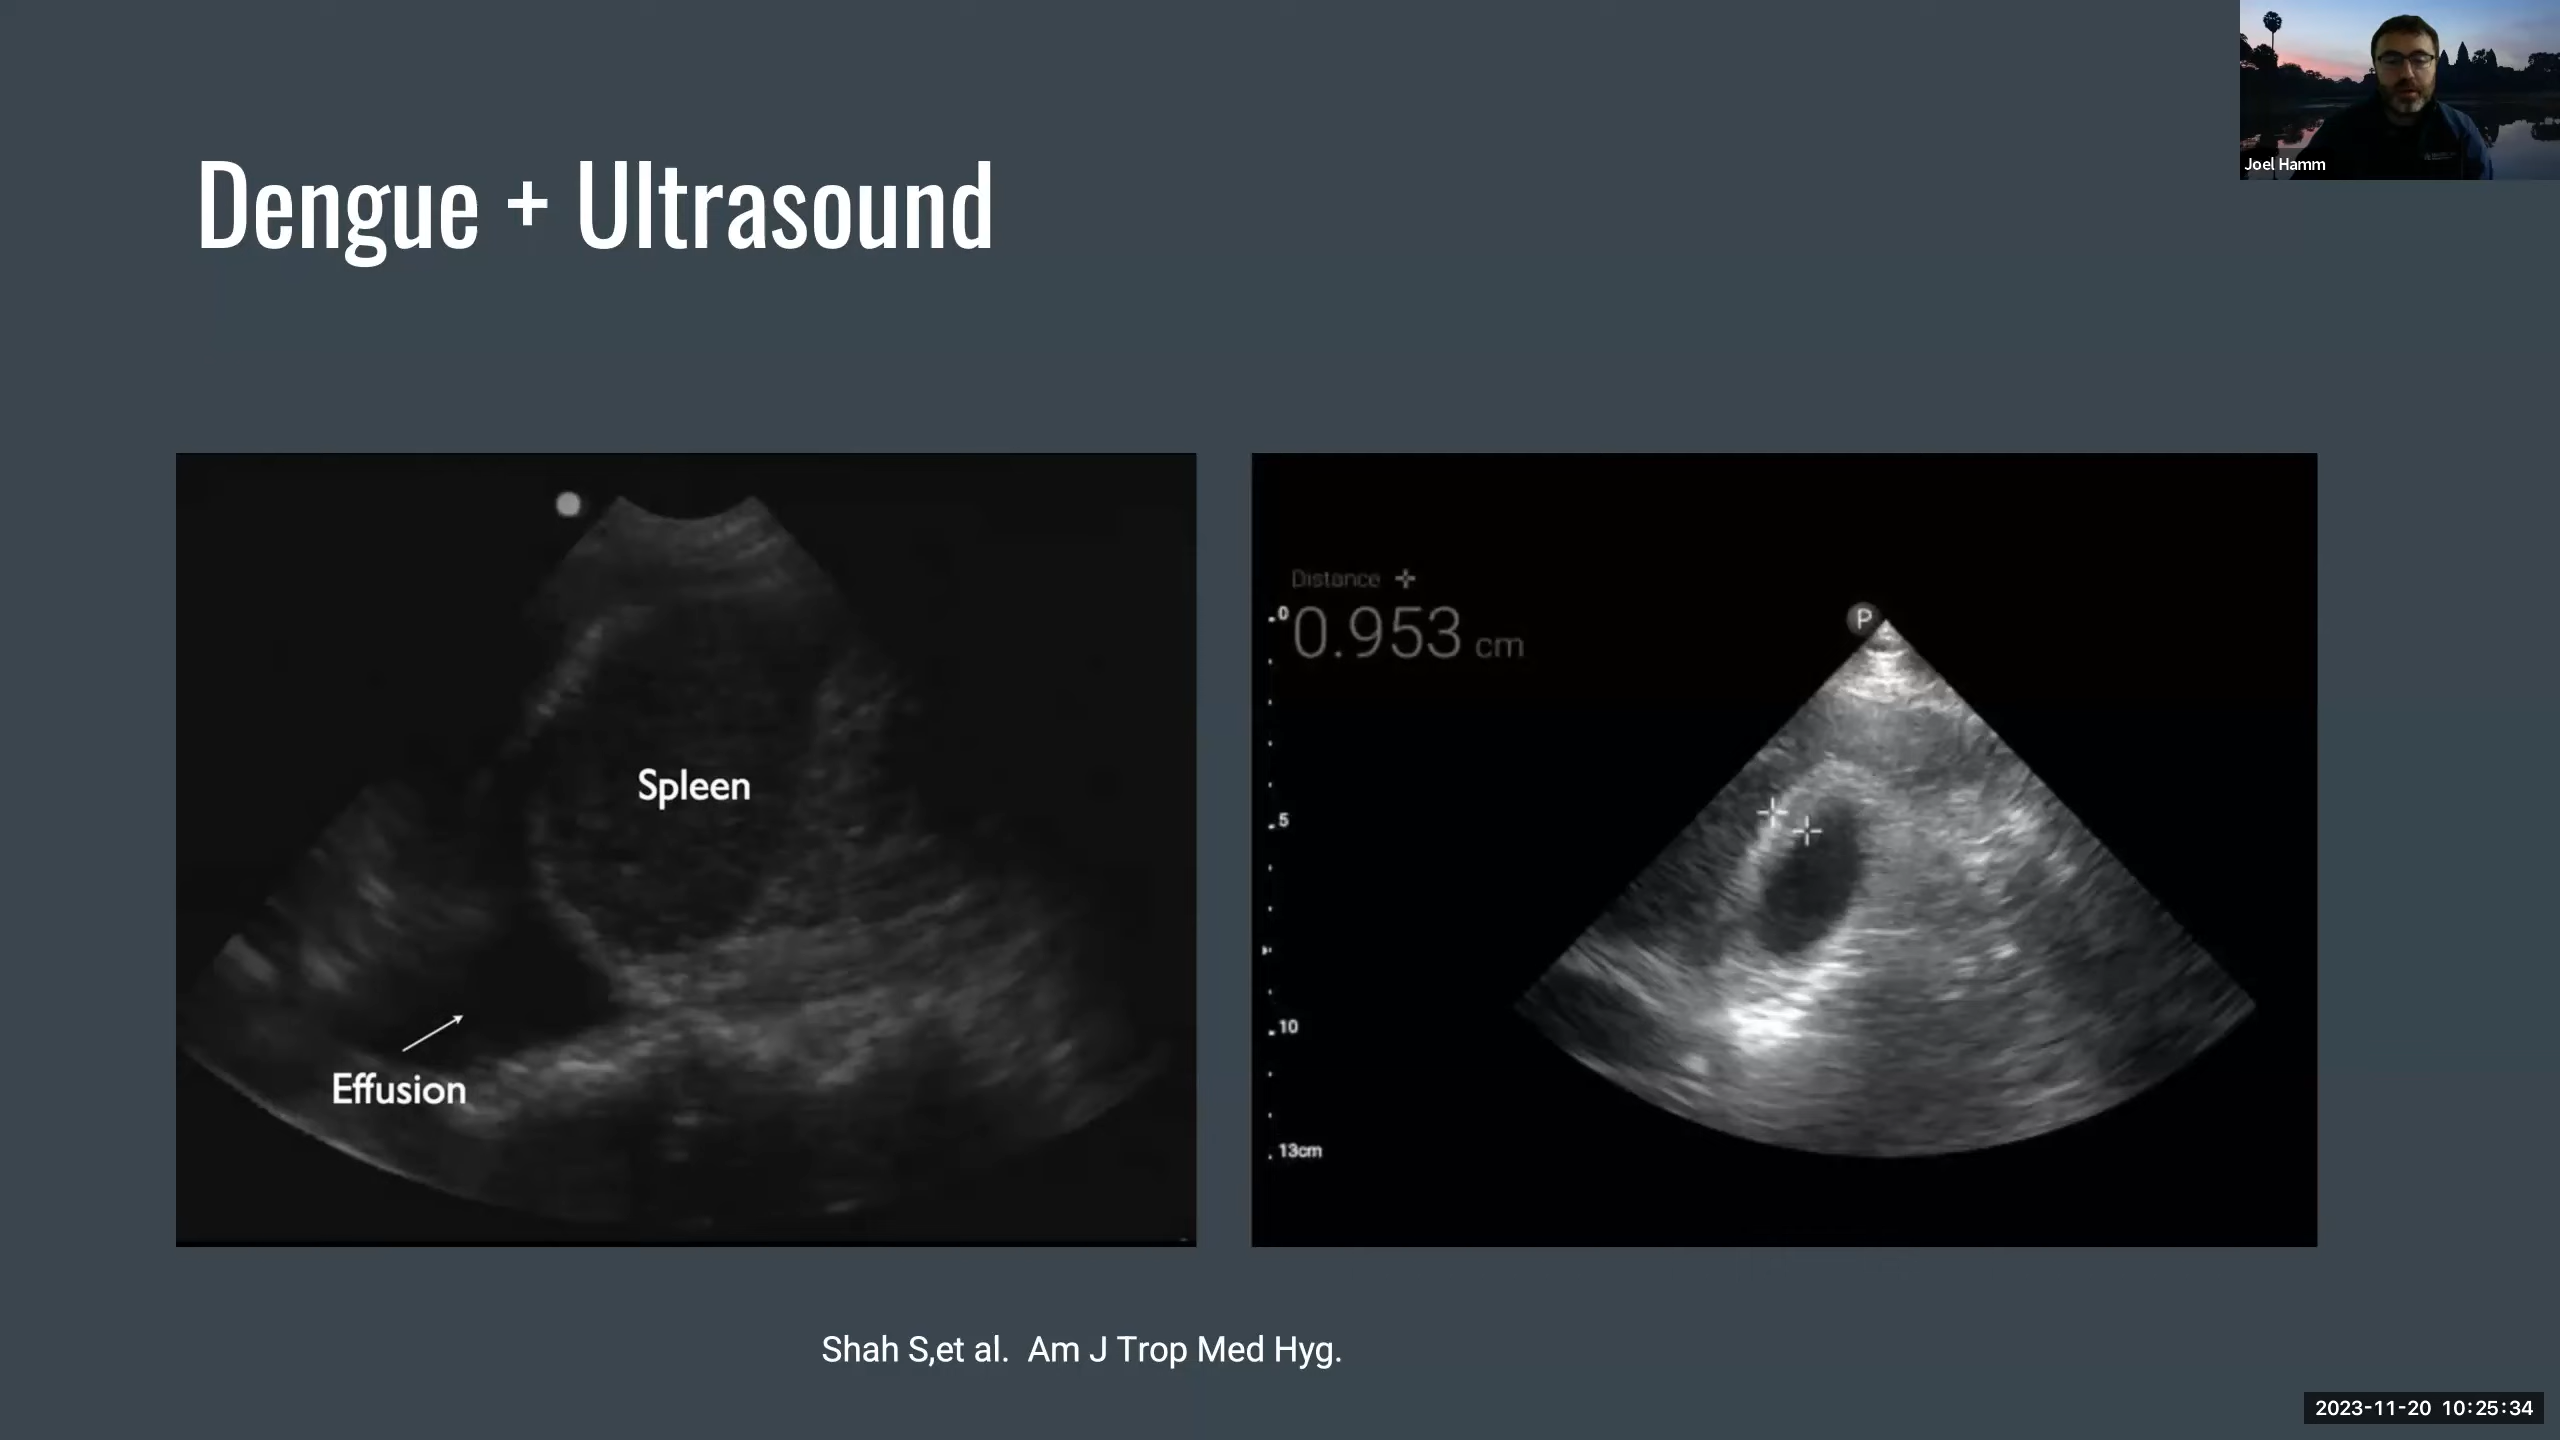 Joel Hamm
Dengue + Ultrasound
Spleen
Effusion
Distance +
0.953 cm
P
0
5
10
13cm
Shah S,et al. Am J Trop Med Hyg.
2023-11-20 10:25:34